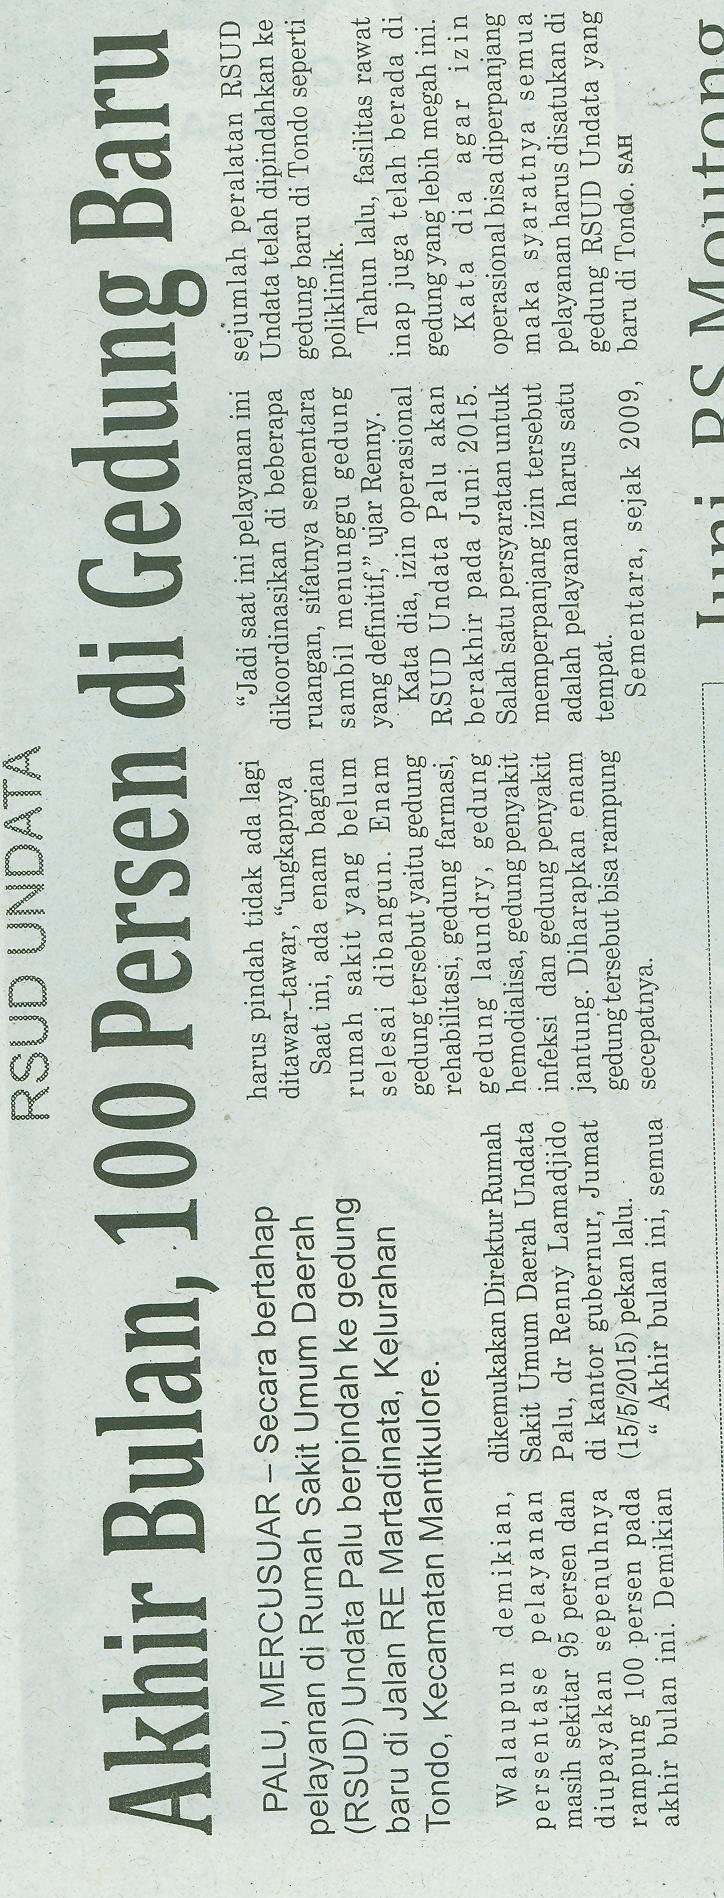 RSUD UNDATA
Akhir Bulan, 100 Persen di Gedung Baru
PALU, MERCUSUAR – Secara bertahap
pelayanan di Rumah Sakit Umum Daerah
(RSUD) Undata Palu berpindah ke gedung
baru di Jalan RE Martadinata, Kelurahan
Tondo, Kecamatan Mantikulore.
Walaupun demikian,
persentase pelayanan
masih sekitar 95 persen dan
diupayakan sepenuhnya
rampung 100 persen pada
akhir bulan ini. Demikian
dikemukakan Direktur Rumah
Sakit Umum Daerah Undata
Palu, dr Renny Lamadjido
di kantor gubernur, Jumat
(15/5/2015) pekan lalu.
“ Akhir bulan ini, semua
harus pindah tidak ada lagi
ditawar-tawar, “ungkapnya
Saat ini, ada enam bagian
rumah sakit yang belum
selesai dibangun. Enam
gedung tersebut yaitu gedung
rehabilitasi, gedung farmasi,
gedung laundry, gedung
hemodialisa, gedung penyakit
infeksi dan gedung penyakit
jantung. Diharapkan enam
gedung tersebut bisa rampung
secepatnya.
“Jadi saat ini pelayanan ini
dikoordinasikan di beberapa
ruangan, sifatnya sementara
sambil menunggu gedung
yang definitif,” ujar Renny.
Kata dia, izin operasional
RSUD Undata Palu akan
berakhir pada Juni 2015.
Salah satu persyaratan untuk
memperpanjang izin tersebut
adalah pelayanan harus satu
tempat.
Sementara, sejak 2009,
sejumlah peralatan RSUD
Undata telah dipindahkan ke
gedung baru di Tondo seperti
poliklinik.
Tahun lalu, fasilitas rawat
inap juga telah berada di
gedung yang lebih megah ini.
Kata dia agar izin
operasional bisa diperpanjang
maka syaratnya semua
pelayanan harus disatukan di
gedung RSUD Undata yang
baru di Tondo. SAH
Juni, RS Moutong